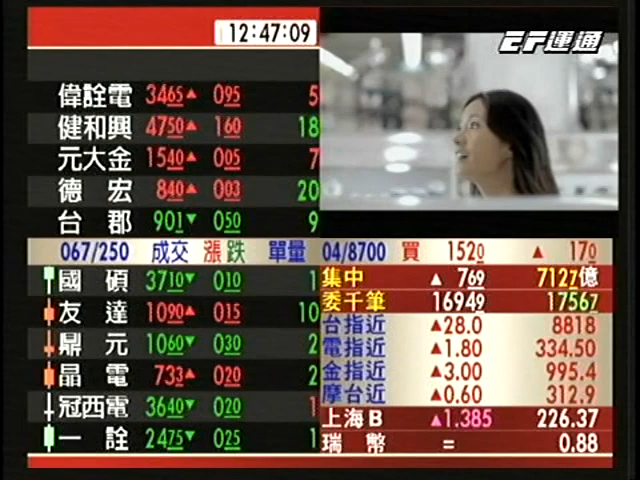 12:47:09
EF運通
偉詮電 3465▲ 095 5
健和興 4750▲ 160 18
元大金 1540▲ 005 7
德宏 840▲ 003 20
台郡 901▼ 050 9
067/250 成交 漲跌 單量 04/8700 買 1520 ▲ 170
國碩 3710▼ 010 1
友達 1090▲ 015 10
鼎元 1060▼ 030 2
晶電 733▲ 020 2
冠西電 3640▼ 020 1
一詮 2475▼ 025 1
集中 ▲ 769 7127億
委千筆 16949 17567
台指近 ▲28.0 8818
電指近 ▲1.80 334.50
金指近 ▲3.00 995.4
摩台近 ▲0.60 312.9
上海B ▲1.385 226.37
瑞幣 = 0.88